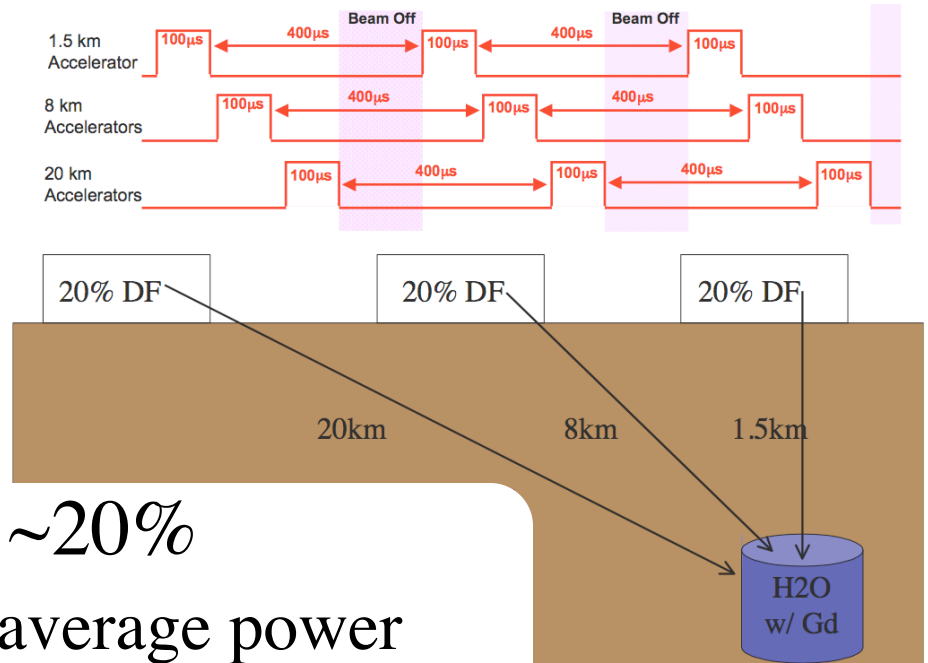 Beam Off Beam Off
1.5 km
Accelerator
100μs 400μs 100μs 400μs 100μs
8 km
Accelerators
100μs 400μs 100μs 400μs 100μs
20 km
Accelerators
100μs 400μs 100μs 400μs 100μs
20% DF 20% DF 20% DF
20km 8km 1.5km
~20%
average power
H2O
w/ Gd